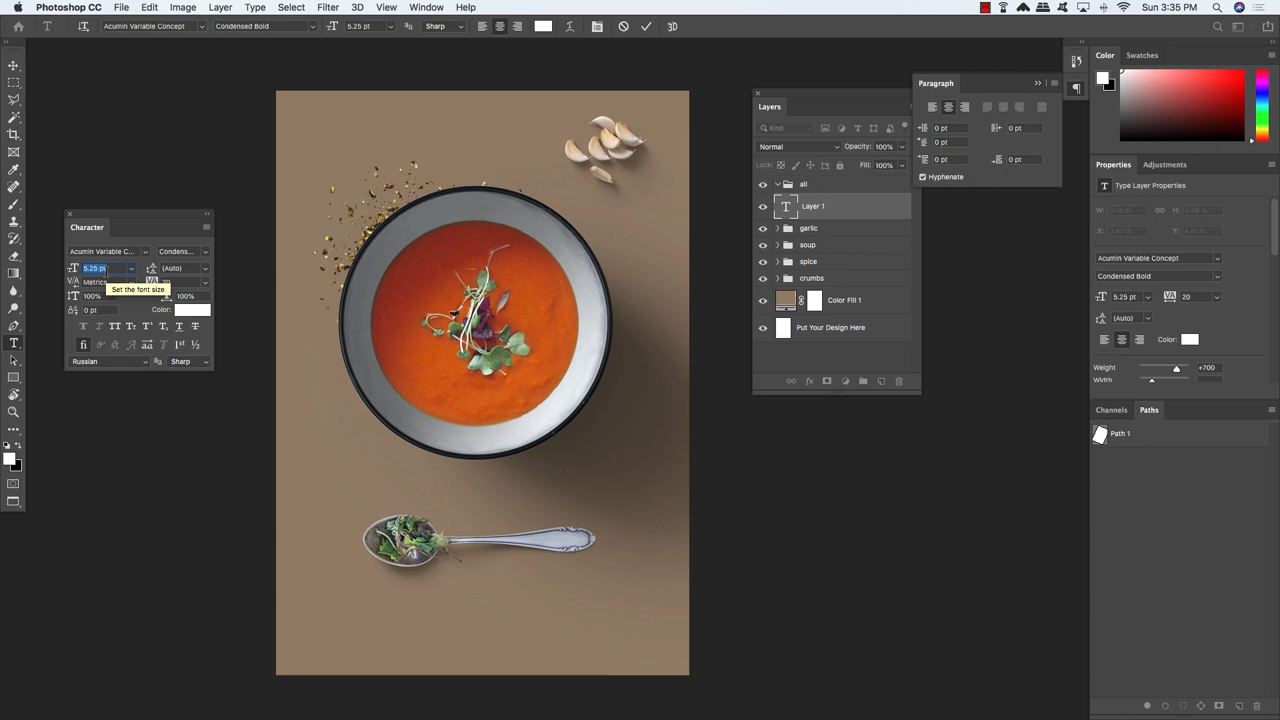 Photoshop CC File Edit Image Layer Type Select Filter 3D View Window Help Sun 3:35 PM
T Acumin Variable Concept Condensed Bold 5.25 pt Sharp 3D
Character
Acumin Variable C... Condens...
5.25 pt (Auto)
Metrics 20
Set the font size
100% 100%
0 pt Color:
Russian Sharp
Layers
Kind
Normal Opacity: 100%
Lock: Fill: 100%
all
Layer 1
garlic
soup
spice
crumbs
Color Fill 1
Put Your Design Here
Paragraph
0 pt 0 pt
0 pt
0 pt 0 pt
Hyphenate
Color Swatches
Properties Adjustments
Type Layer Properties
Acumin Variable Concept
Condensed Bold
5.25 pt 20
(Auto)
Color:
Weight +700
Width
Channels Paths
Path 1